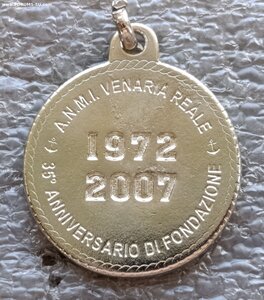 A.N.M.I. VENARIA REALE
1972
2007
35° ANNIVERSARIO DI FONDAZIONE